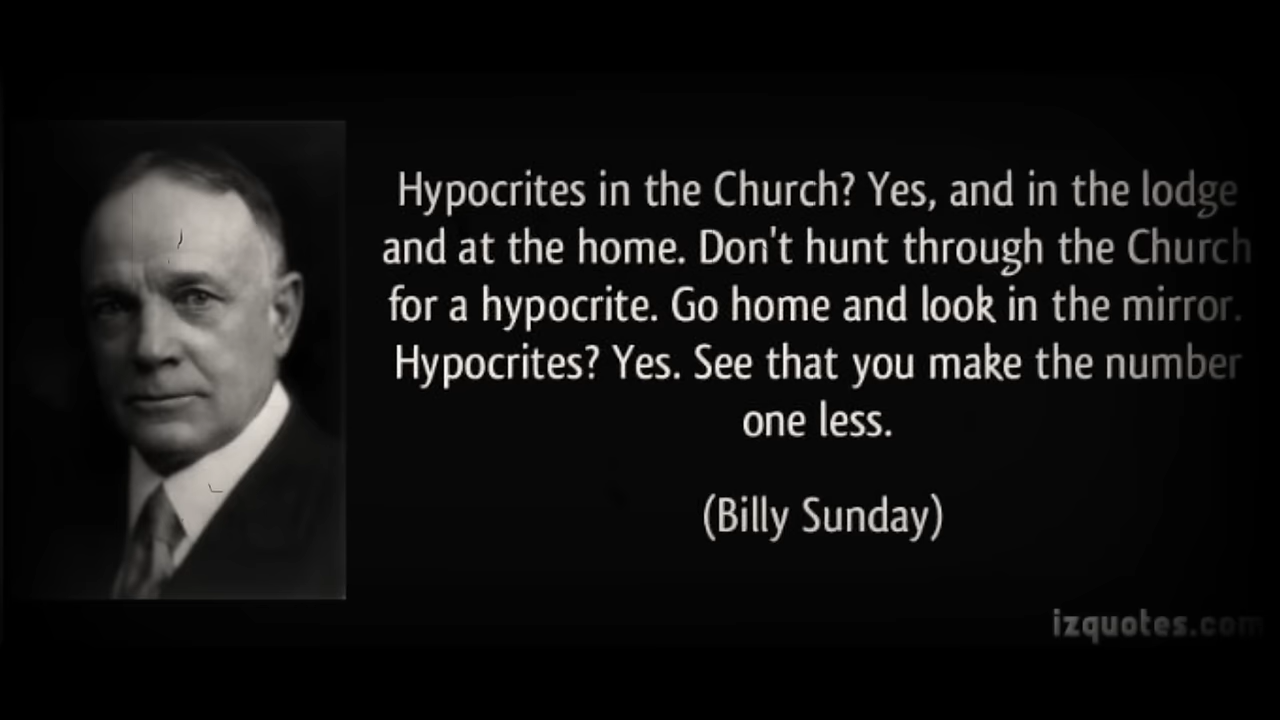 Hypocrites in the Church? Yes, and in the lodge
and at the home. Don't hunt through the Church
for a hypocrite. Go home and look in the mirror.
Hypocrites? Yes. See that you make the number
one less.
(Billy Sunday)
izquotes.com